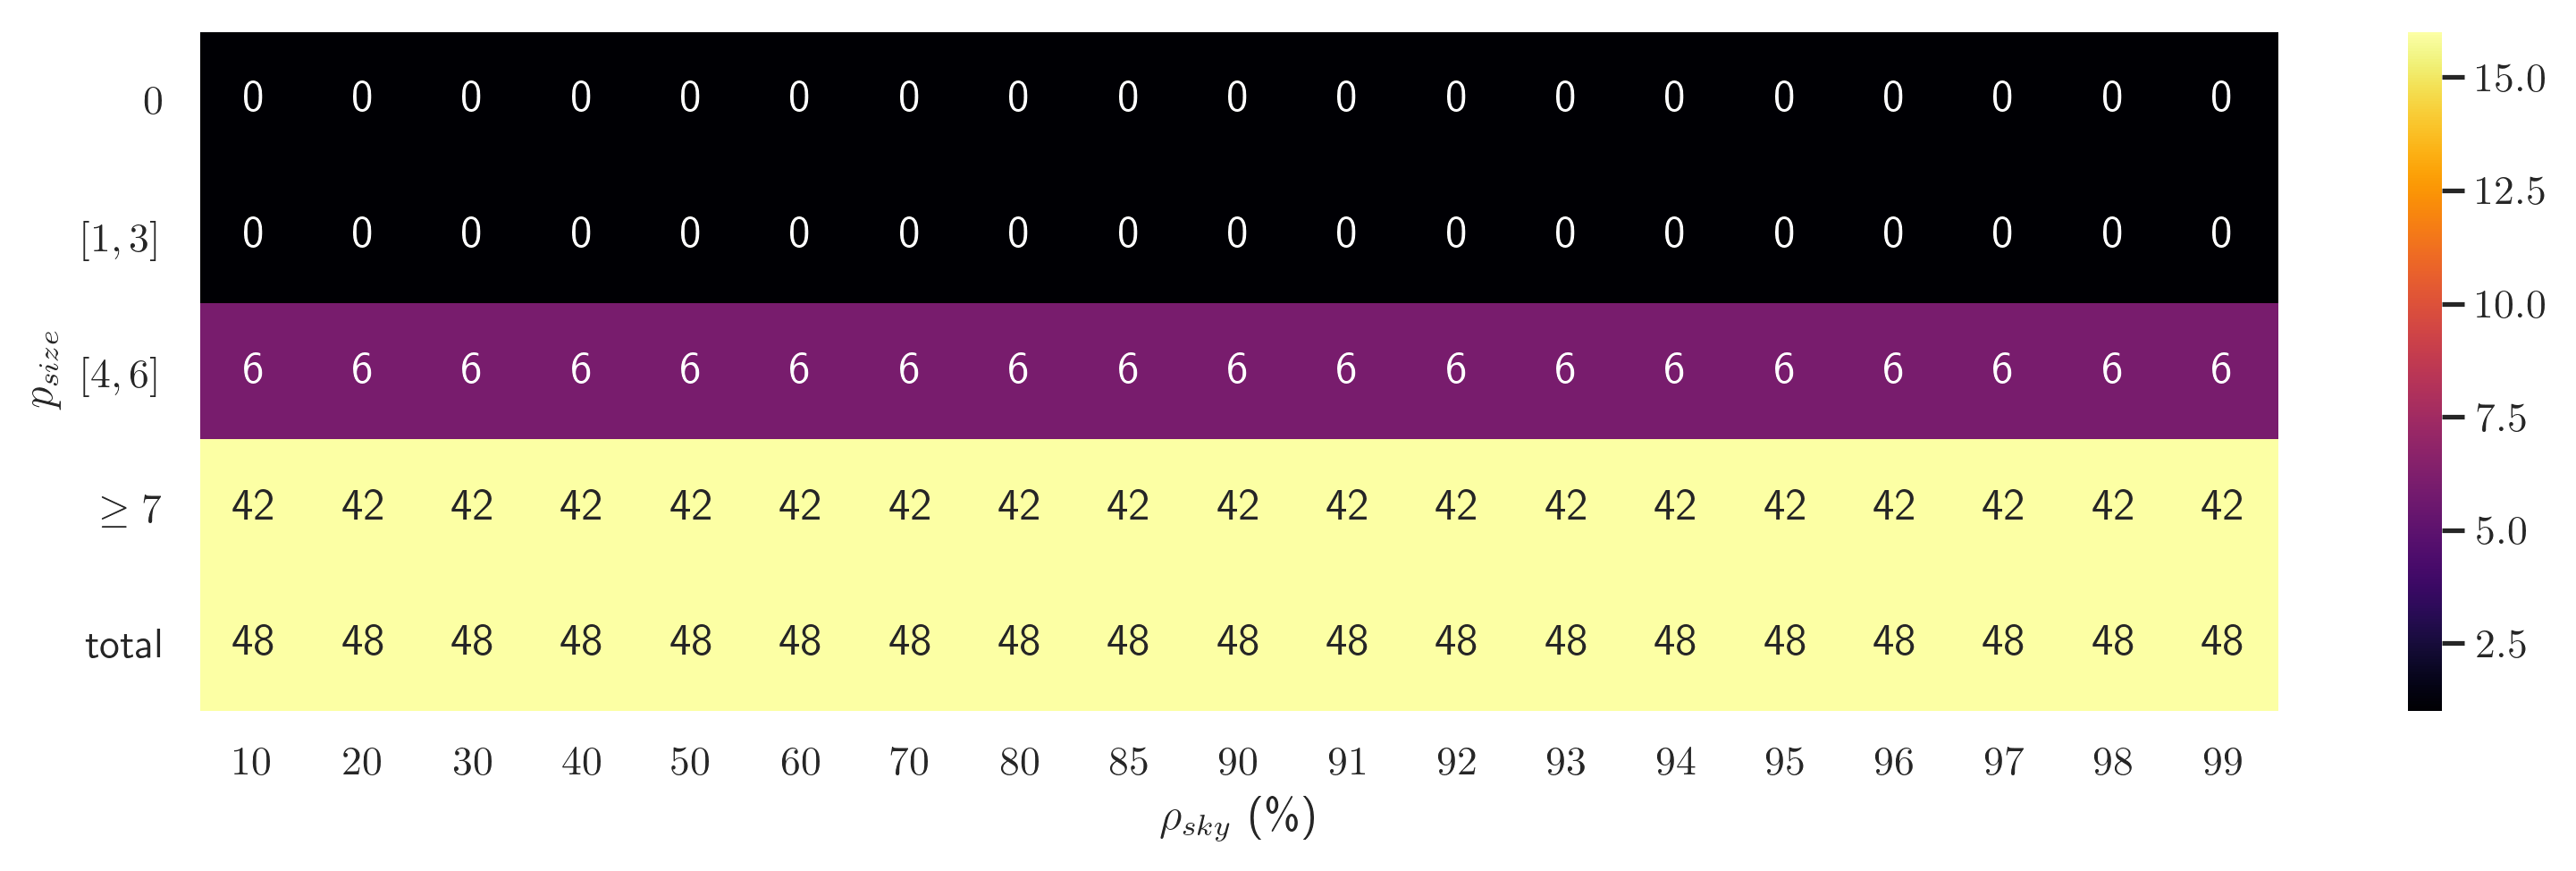 0 0 0 0 0 0 0 0 0 0 0 0 0 0 0 0 0 0 0 0
[1, 3] 0 0 0 0 0 0 0 0 0 0 0 0 0 0 0 0 0 0 0
[4, 6] 6 6 6 6 6 6 6 6 6 6 6 6 6 6 6 6 6 6 6
≥ 7 42 42 42 42 42 42 42 42 42 42 42 42 42 42 42 42 42 42 42
total 48 48 48 48 48 48 48 48 48 48 48 48 48 48 48 48 48 48 48
10 20 30 40 50 60 70 80 85 90 91 92 93 94 95 96 97 98 99
ρsky (%)
psize
15.0
12.5
10.0
7.5
5.0
2.5